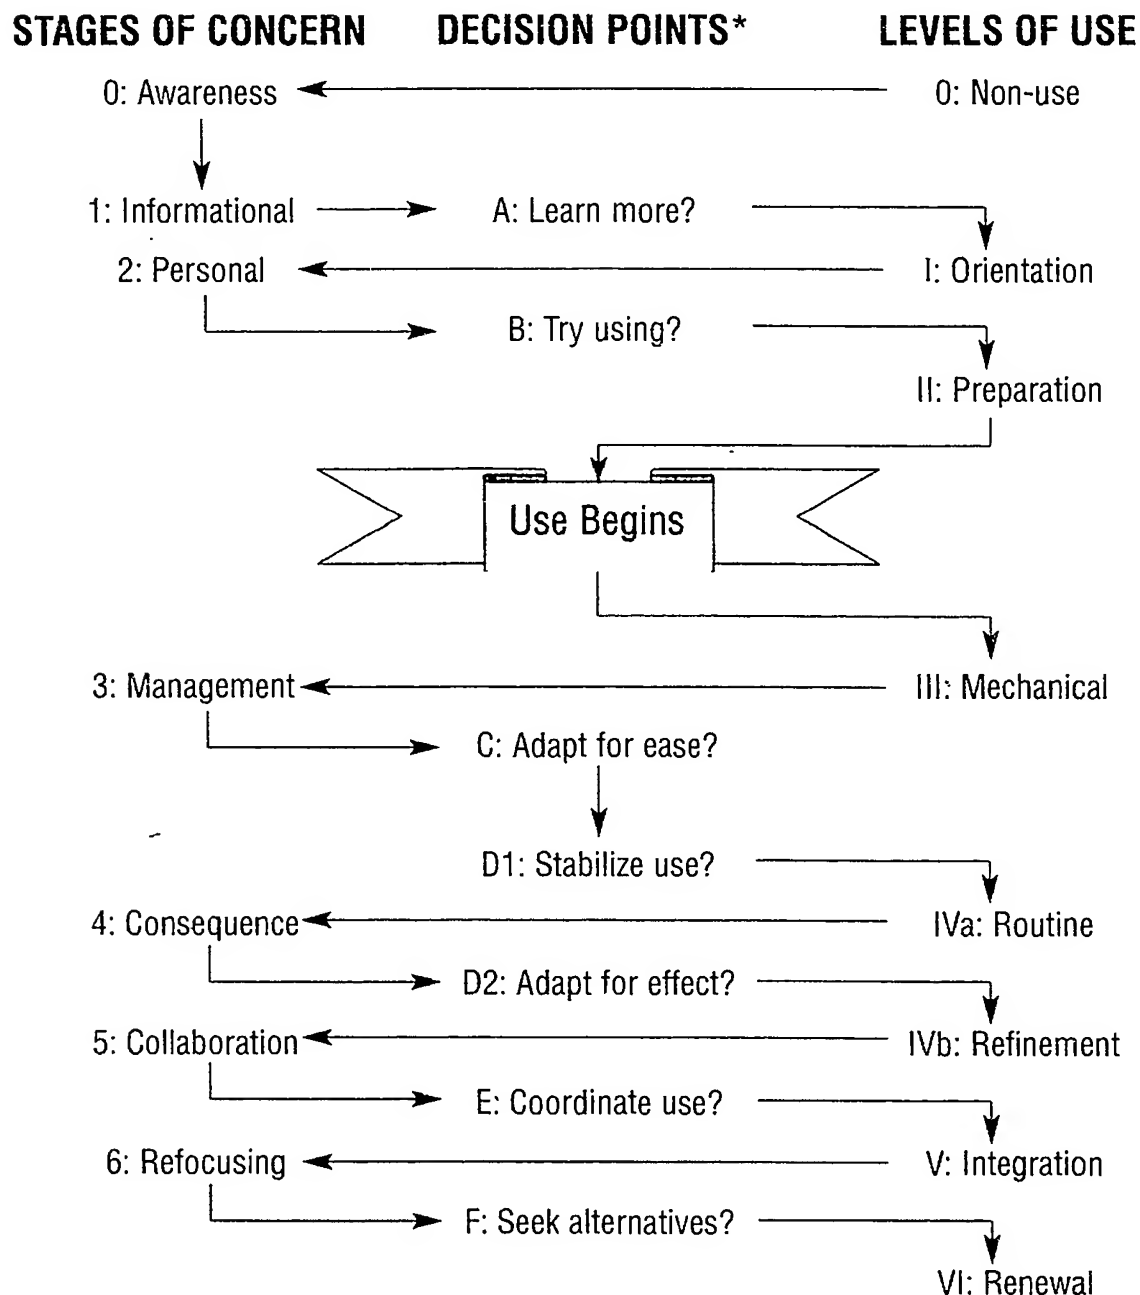 STAGES OF CONCERN DECISION POINTS* LEVELS OF USE
0: Awareness 0: Non-use
1: Informational A: Learn more?
2: Personal I: Orientation
B: Try using?
II: Preparation
Use Begins
3: Management III: Mechanical
C: Adapt for ease?
D1: Stabilize use?
4: Consequence IVa: Routine
D2: Adapt for effect?
5: Collaboration IVb: Refinement
E: Coordinate use?
6: Refocusing V: Integration
F: Seek alternatives?
VI: Renewal